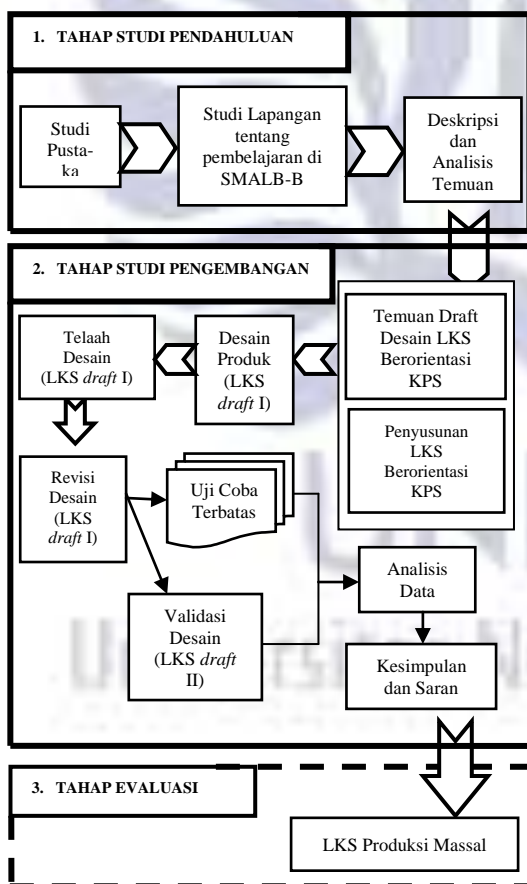 1. TAHAP STUDI PENDAHULUAN
Studi
Pusta-
ka
Studi Lapangan
tentang
pembelajaran di
SMALB-B
Deskripsi
dan
Analisis
Temuan
2. TAHAP STUDI PENGEMBANGAN
Temuan Draft
Desain LKS
Berorientasi
KPS
Penyusunan
LKS
Berorientasi
KPS
Desain
Produk
(LKS
draft I)
Telaah
Desain
(LKS draft I)
Revisi
Desain
(LKS
draft I)
Uji Coba
Terbatas
Validasi
Desain
(LKS draft
II)
Analisis
Data
Kesimpulan
dan Saran
3. TAHAP EVALUASI
LKS Produksi Massal